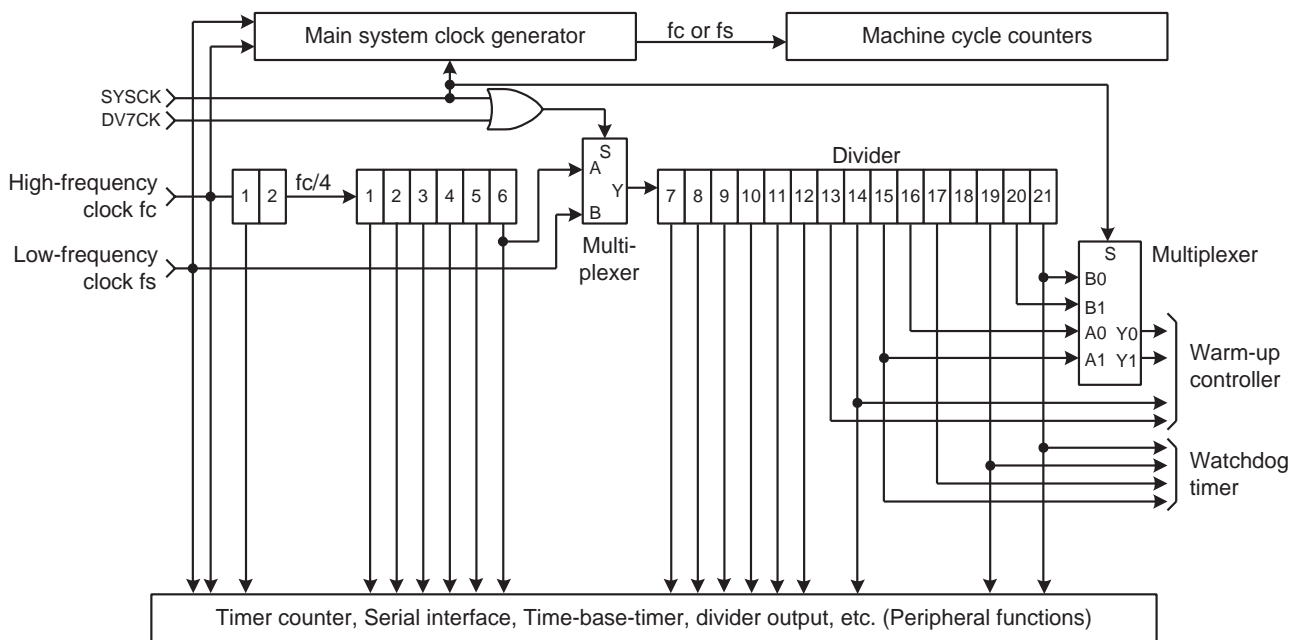 Main system clock generator
fc or fs
Machine cycle counters
SYSCK
DV7CK
High-frequency
clock fc
1 2
fc/4
1 2 3 4 5 6
S
A
Y
B
Multi-
plexer
Divider
7 8 9 10 11 12 13 14 15 16 17 18 19 20 21
Low-frequency
clock fs
S
B0
B1
A0 Y0
A1 Y1
Multiplexer
Warm-up
controller
Watchdog
timer
Timer counter, Serial interface, Time-base-timer, divider output, etc. (Peripheral functions)